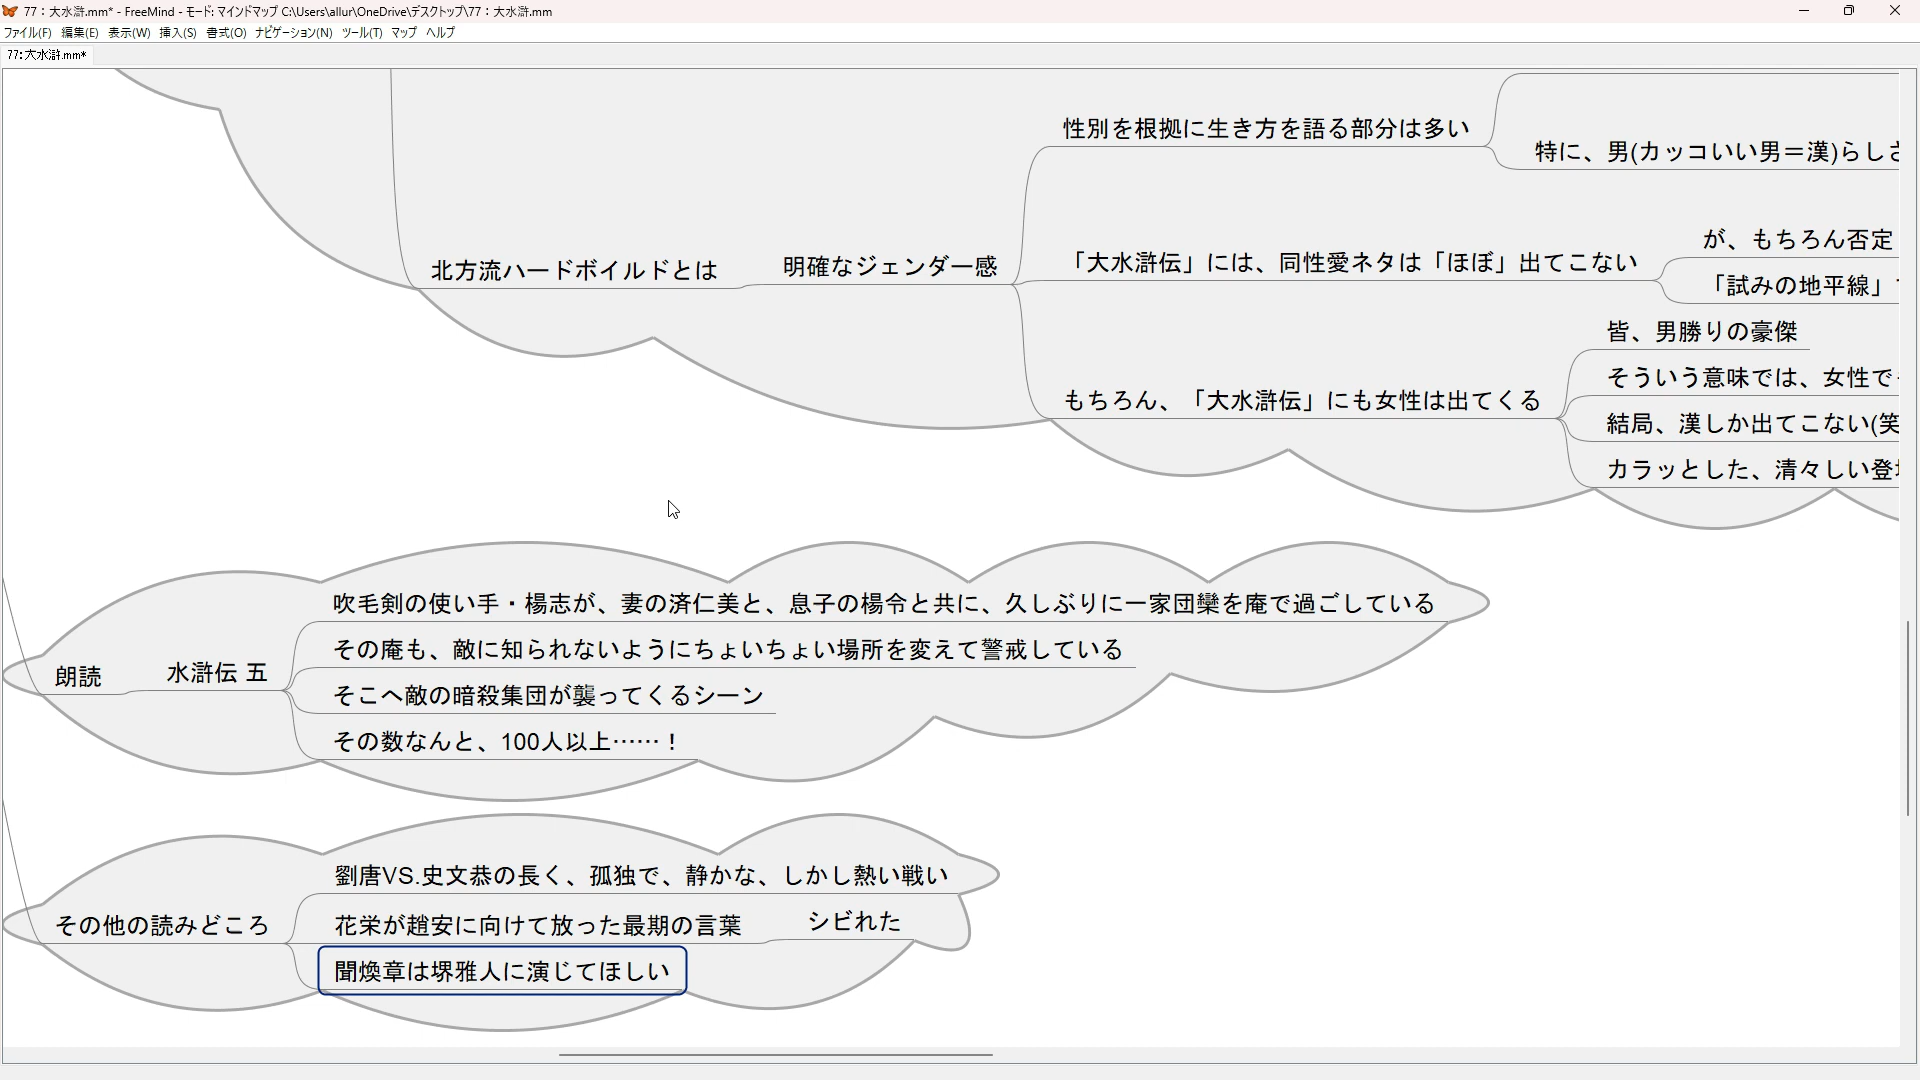 77：大水滸.mm* - FreeMind - モード: マインドマップ C:\Users\allur\OneDrive\デスクトップ\77：大水滸.mm
ファイル(F) 編集(E) 表示(W) 挿入(S) 書式(O) ナビゲーション(N) ツール(T) マップ ヘルプ
77:大水滸.mm*
性別を根拠に生き方を語る部分は多い
特に、男(カッコいい男＝漢)らしさ
北方流ハードボイルドとは
明確なジェンダー感
「大水滸伝」には、同性愛ネタは「ほぼ」出てこない
が、もちろん否定
「試みの地平線」
もちろん、「大水滸伝」にも女性は出てくる
皆、男勝りの豪傑
そういう意味では、女性で
結局、漢しか出てこない(笑
カラッとした、清々しい登
朗読
水滸伝 五
吹毛剣の使い手・楊志が、妻の済仁美と、息子の楊令と共に、久しぶりに一家団欒を庵で過ごしている
その庵も、敵に知られないようにちょいちょい場所を変えて警戒している
そこへ敵の暗殺集団が襲ってくるシーン
その数なんと、100人以上……！
その他の読みどころ
劉唐VS.史文恭の長く、孤独で、静かな、しかし熱い戦い
花栄が趙安に向けて放った最期の言葉
シビれた
聞煥章は堺雅人に演じてほしい